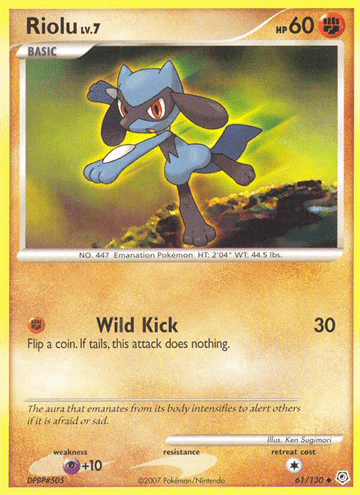 Riolu LV.7 HP 60
BASIC
NO. 447 Emanation Pokémon HT: 2'04" WT: 44.5 lbs.
Wild Kick 30
Flip a coin. If tails, this attack does nothing.
The aura that emanates from its body intensifies to alert others
if it is afraid or sad.
Illus. Ken Sugimori
weakness resistance retreat cost
+10
DPBP#505 ©2007 Pokémon/Nintendo 61/130